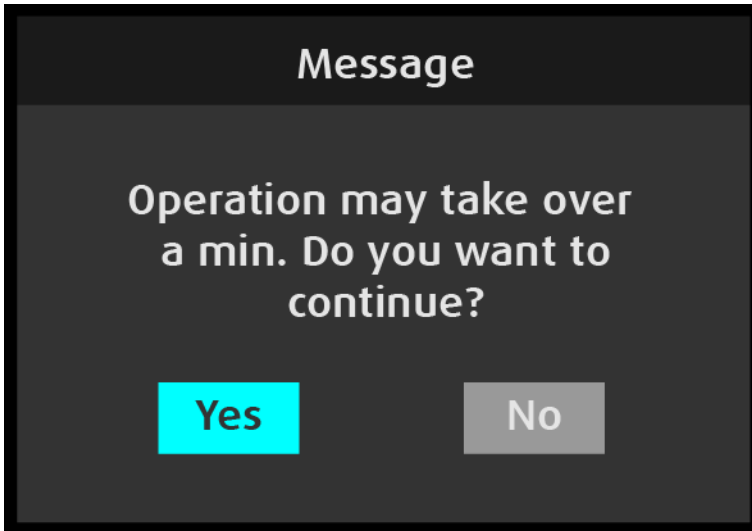 Message
Operation may take over
a min. Do you want to
continue?
Yes No